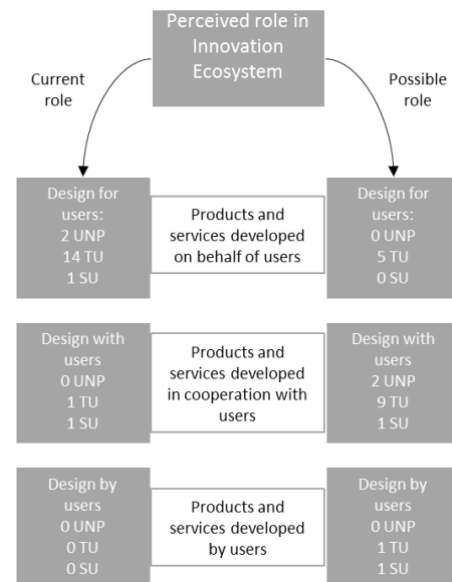 Perceived role in
Innovation
Ecosystem
Current
role
Possible
role
Design for
users:
2 UNP
14 TU
1 SU
Products and
services developed
on behalf of users
Design for
users:
0 UNP
5 TU
0 SU
Design with
users
0 UNP
1 TU
1 SU
Products and
services developed
in cooperation with
users
Design with
users
2 UNP
9 TU
1 SU
Design by
users
0 UNP
0 TU
0 SU
Products and
services developed
by users
Design by
users
0 UNP
1 TU
1 SU